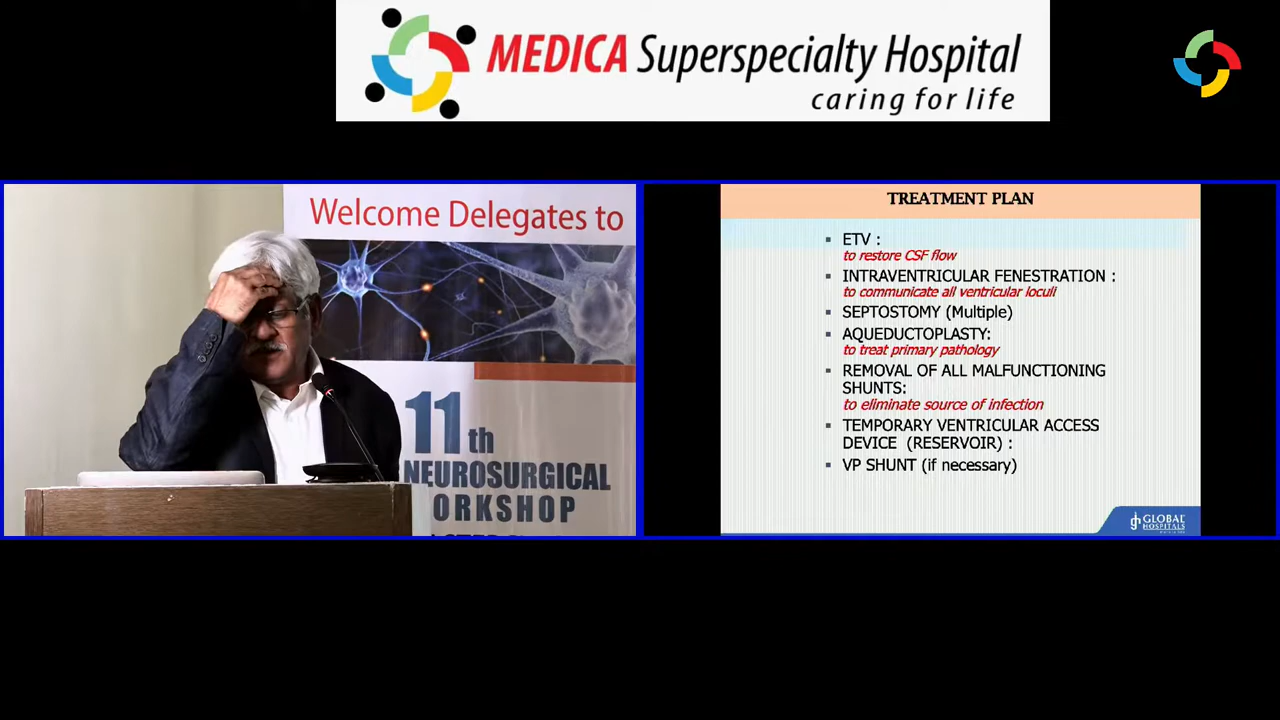 MEDICA Superspecialty Hospital
caring for life
Welcome Delegates to
11th
NEUROSURGICAL
ORKSHOP
TREATMENT PLAN
▪ ETV :
to restore CSF flow
▪ INTRAVENTRICULAR FENESTRATION :
to communicate all ventricular loculi
▪ SEPTOSTOMY (Multiple)
▪ AQUEDUCTOPLASTY:
to treat primary pathology
▪ REMOVAL OF ALL MALFUNCTIONING
SHUNTS:
to eliminate source of infection
▪ TEMPORARY VENTRICULAR ACCESS
DEVICE (RESERVOIR) :
▪ VP SHUNT (if necessary)
GLOBAL
HOSPITALS